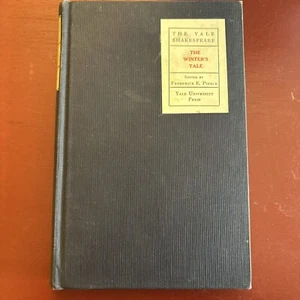 THE YALE
SHAKESPEARE
THE
WINTER'S
TALE
EDITED BY
FREDERICK E. PIERCE
YALE UNIVERSITY
PRESS